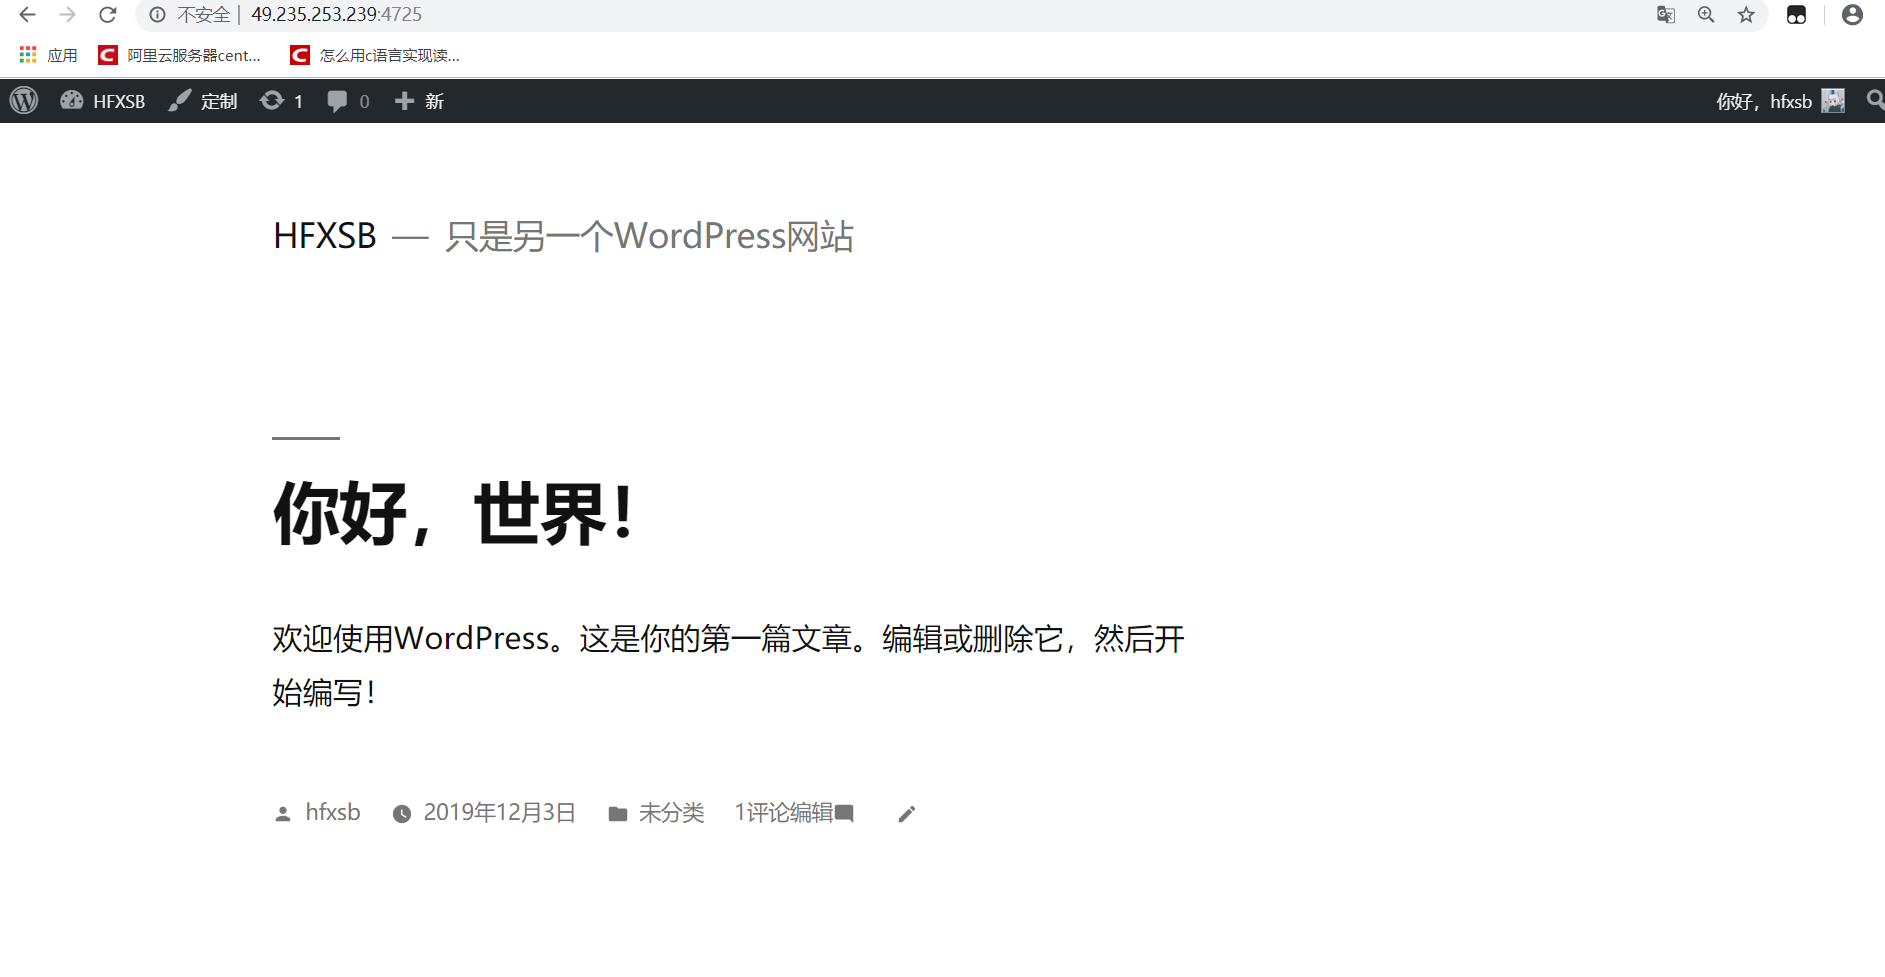 不安全 | 49.235.253.239:4725
应用 阿里云服务器cent... 怎么用c语言实现读...
HFXSB 定制 1 0 新 你好，hfxsb
HFXSB — 只是另一个WordPress网站
你好，世界！
欢迎使用WordPress。这是你的第一篇文章。编辑或删除它，然后开
始编写！
hfxsb 2019年12月3日 未分类 1评论编辑